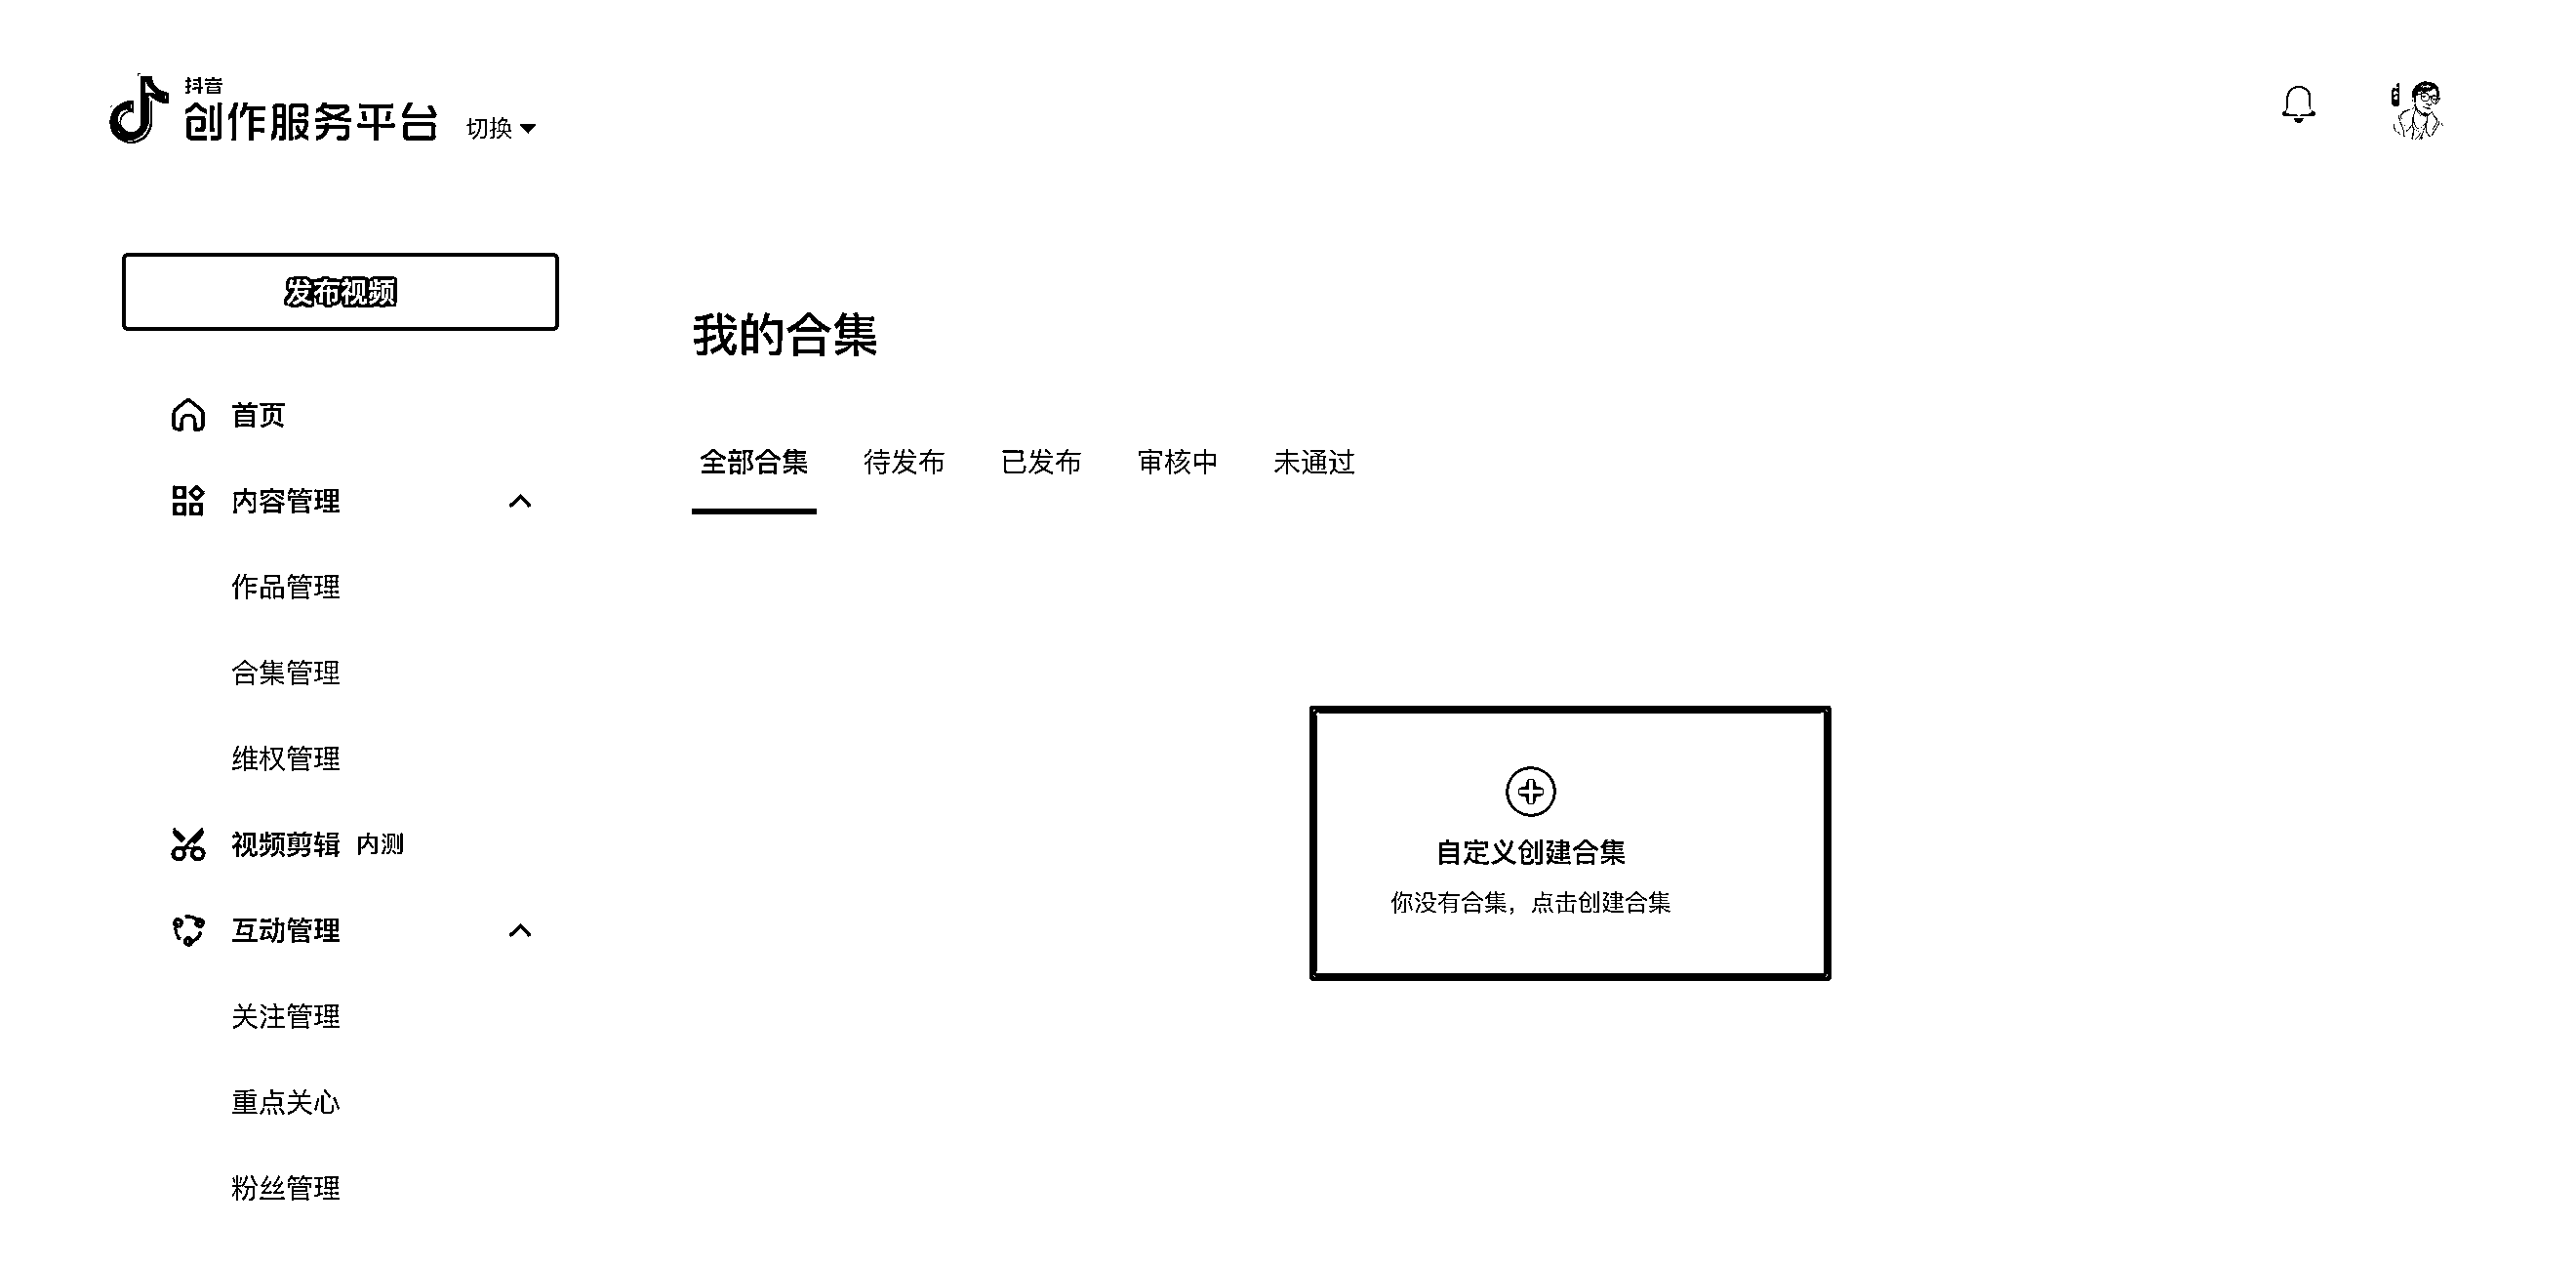 抖音
创作服务平台 切换
发布视频
首页
内容管理
作品管理
合集管理
维权管理
视频剪辑 内测
互动管理
关注管理
重点关心
粉丝管理
我的合集
全部合集 待发布 已发布 审核中 未通过
自定义创建合集
你没有合集，点击创建合集